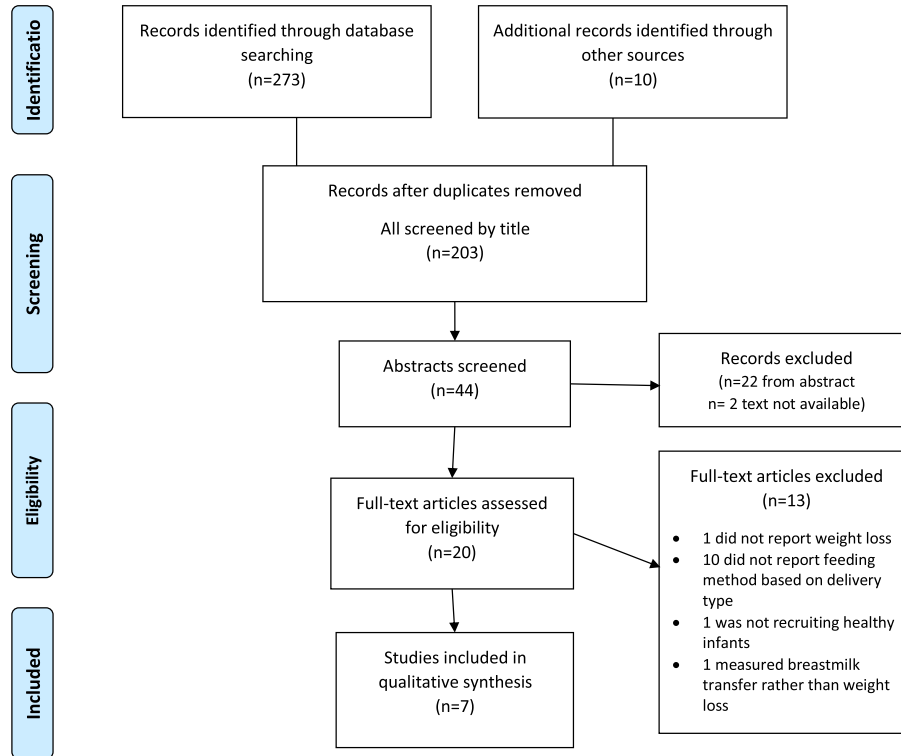 Identificatio
Records identified through database
searching
(n=273)
Additional records identified through
other sources
(n=10)
Screening
Records after duplicates removed
All screened by title
(n=203)
Abstracts screened
(n=44)
Records excluded
(n=22 from abstract
n= 2 text not available)
Eligibility
Full-text articles assessed
for eligibility
(n=20)
Full-text articles excluded
(n=13)
• 1 did not report weight loss
• 10 did not report feeding
method based on delivery
type
• 1 was not recruiting healthy
infants
• 1 measured breastmilk
transfer rather than weight
loss
Included
Studies included in
qualitative synthesis
(n=7)